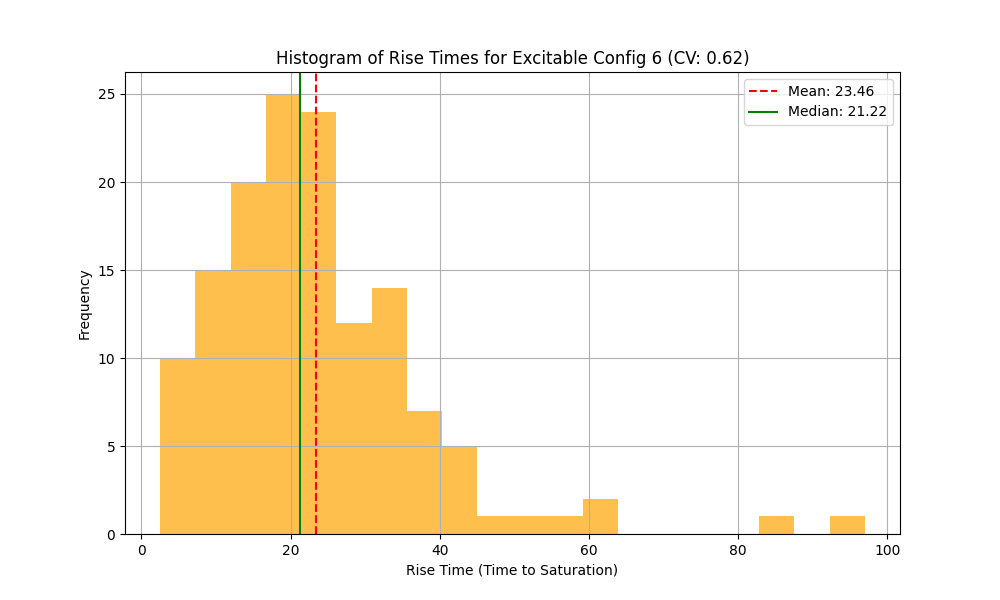 Histogram of Rise Times for Excitable Config 6 (CV: 0.62)
Mean: 23.46
Median: 21.22
Frequency
25
20
15
10
5
0
0 20 40 60 80 100
Rise Time (Time to Saturation)